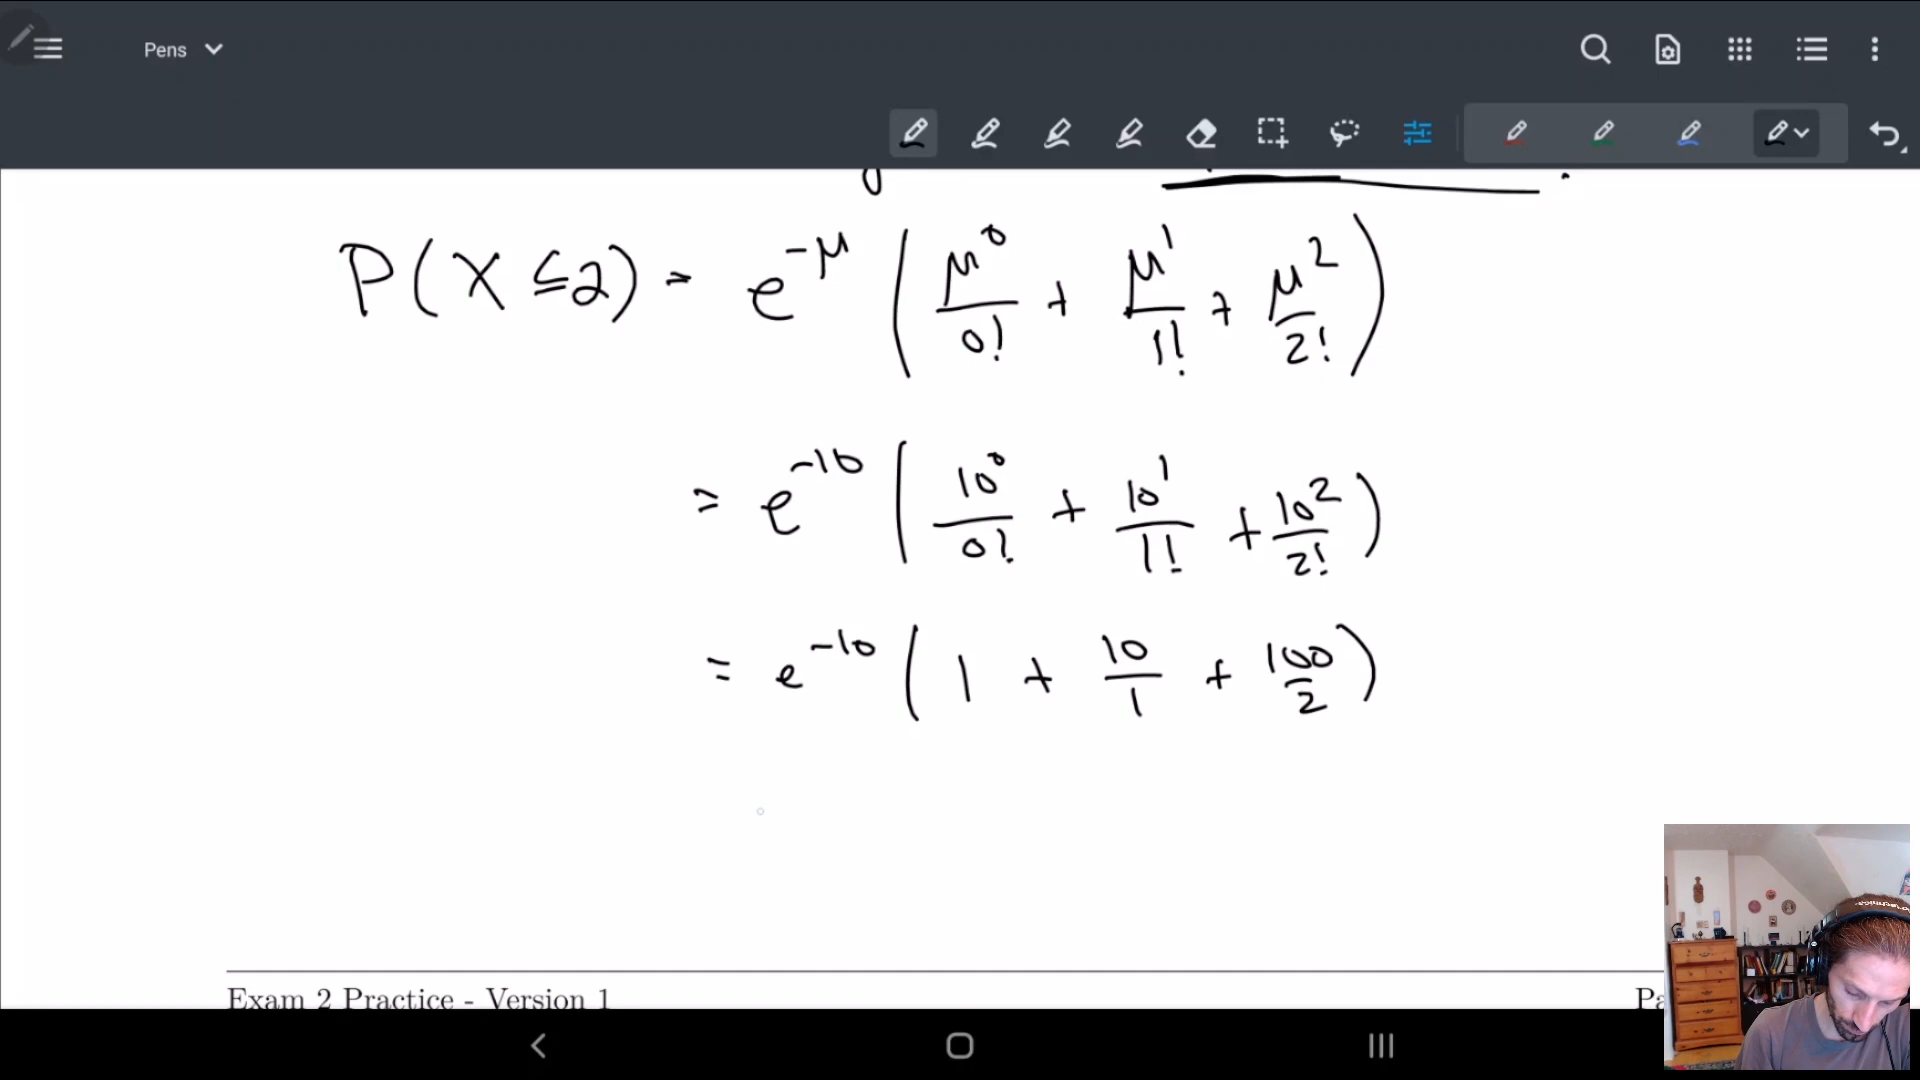 Pens
P(X ≤ 2) = e^{-μ} ( μ^0/0! + μ^1/1! + μ^2/2! )
= e^{-10} ( 10^0/0! + 10^1/1! + 10^2/2! )
= e^{-10} ( 1 + 10/1 + 100/2 )
Exam 2 Practice - Version 1